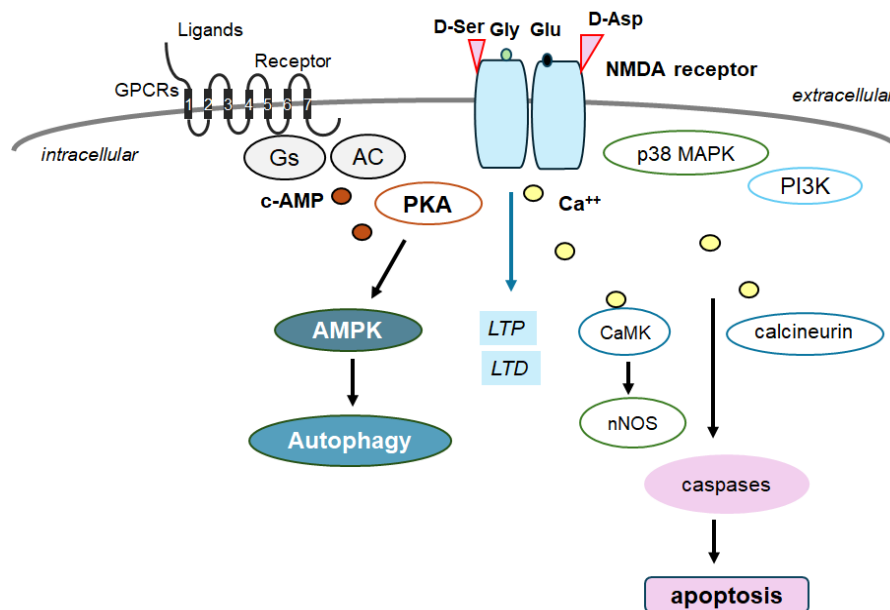 D-Ser
Gly
Glu
D-Asp
Ligands
Receptor
NMDA receptor
GPCRs
1 2 3 4 5 6 7
extracellular
intracellular
Gs
AC
p38 MAPK
PI3K
c-AMP
PKA
Ca++
AMPK
LTP
CaMK
calcineurin
LTD
Autophagy
nNOS
caspases
apoptosis